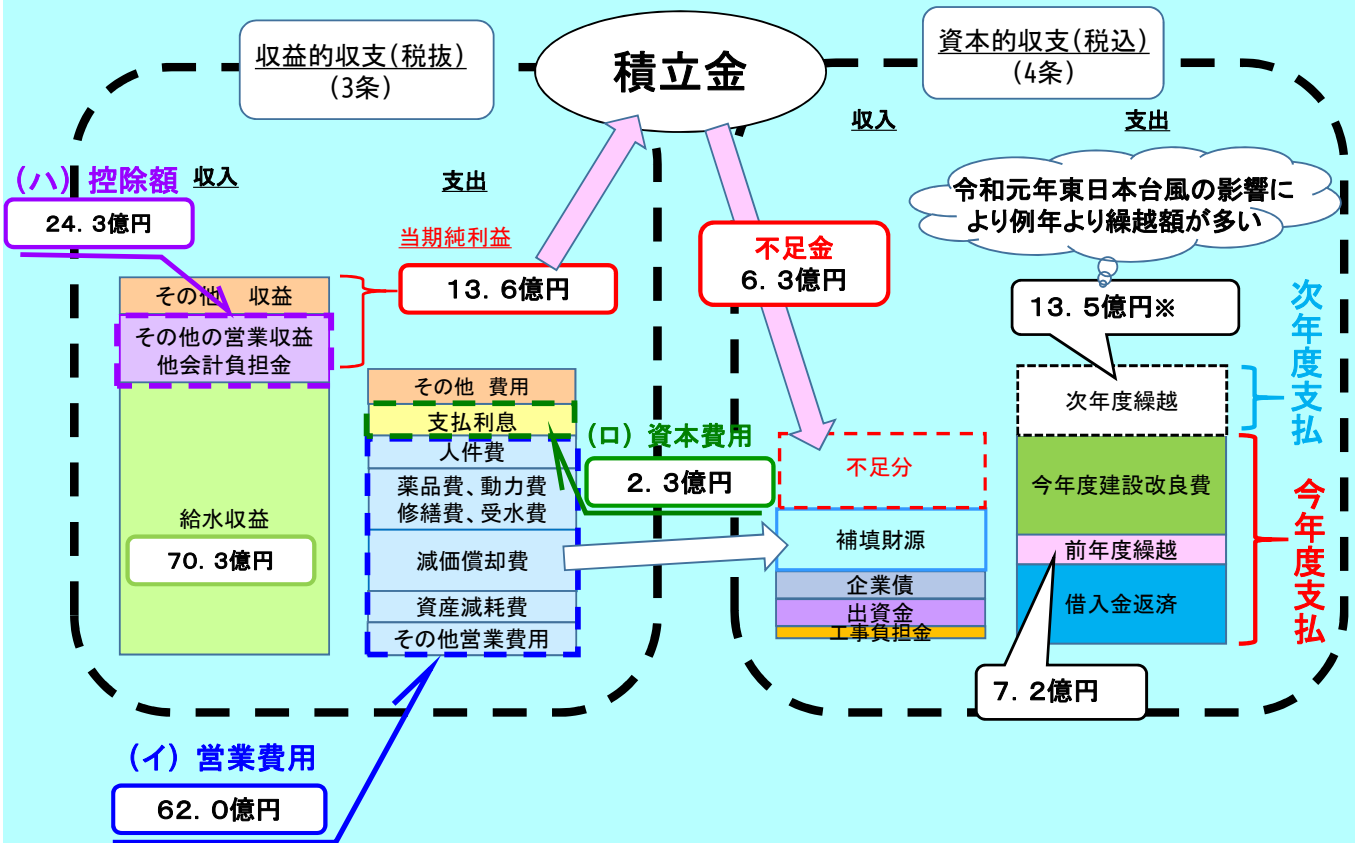 収益的収支(税抜)
(3条)
積立金
資本的収支(税込)
(4条)
収入
支出
(ハ) 控除額
収入
24. 3億円
支出
令和元年東日本台風の影響に
より例年より繰越額が多い
当期純利益
13. 6億円
不足金
6. 3億円
13. 5億円※
その他 収益
その他の営業収益
他会計負担金
給水収益
70. 3億円
その他 費用
支払利息
人件費
薬品費、動力費
修繕費、受水費
減価償却費
資産減耗費
その他営業費用
(ロ) 資本費用
2. 3億円
不足分
補填財源
企業債
出資金
工事負担金
次年度繰越
今年度建設改良費
前年度繰越
借入金返済
次年度支払
今年度支払
7. 2億円
(イ) 営業費用
62. 0億円